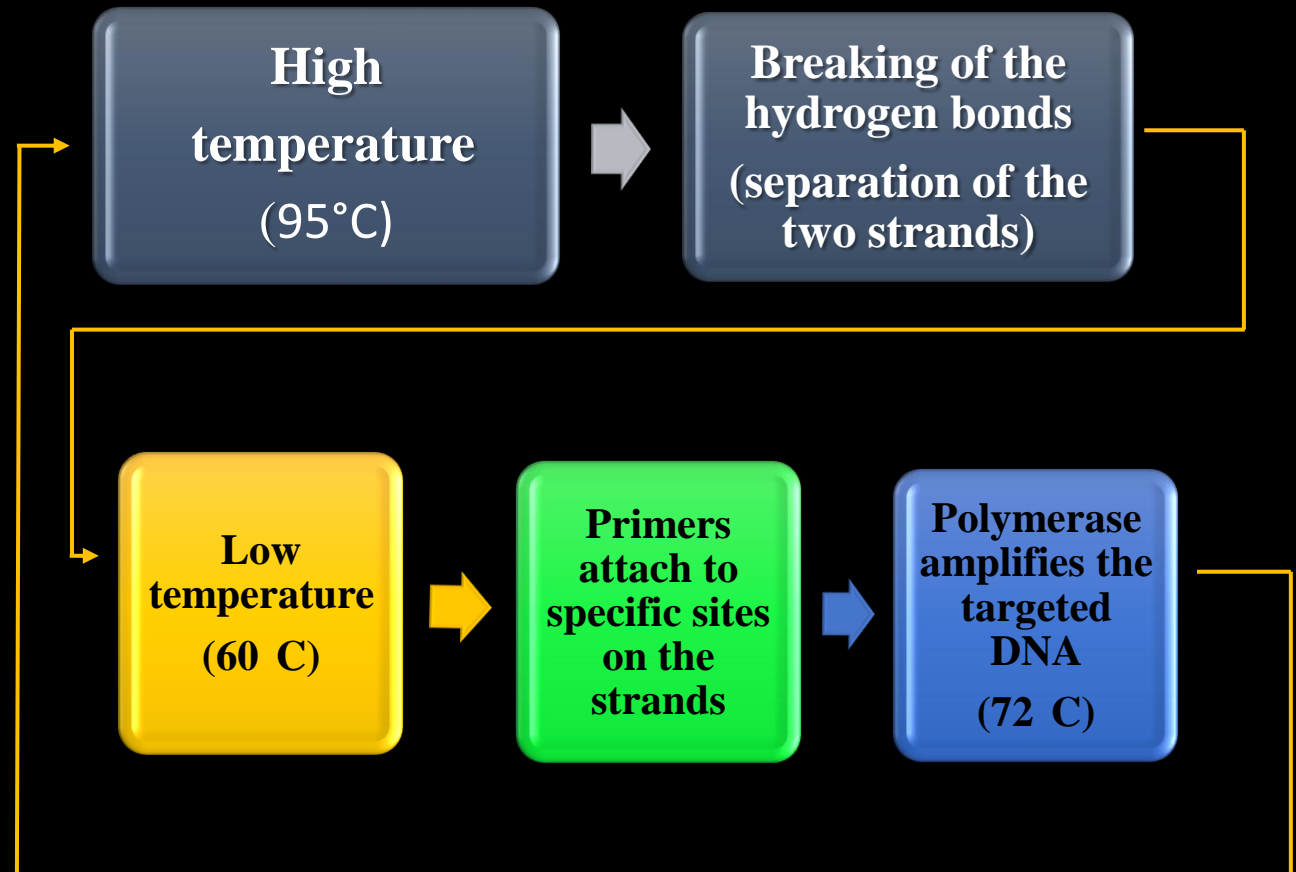 High
temperature
(95°C)
Breaking of the
hydrogen bonds
(separation of the
two strands)
Low
temperature
(60 C)
Primers
attach to
specific sites
on the
strands
Polymerase
amplifies the
targeted
DNA
(72 C)